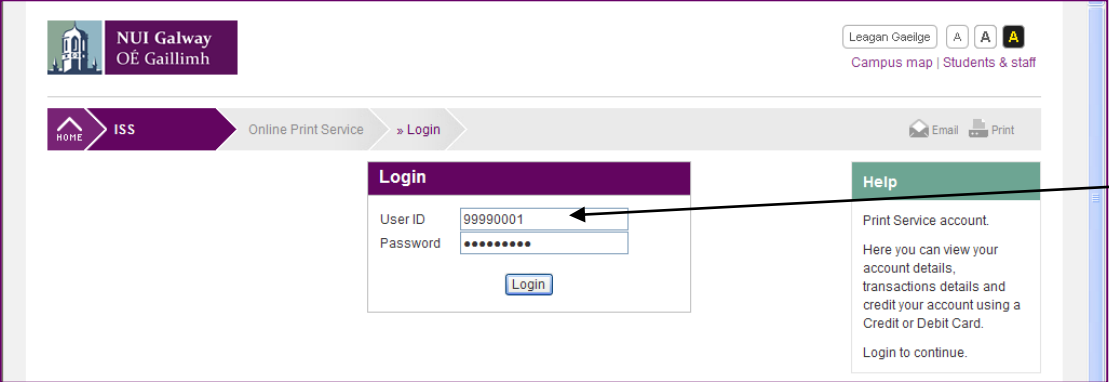 NUI Galway
OÉ Gaillimh
Leagan Gaeilge A A A
Campus map | Students & staff
HOME ISS Online Print Service » Login Email Print
Login
User ID 99990001
Password •••••••••
Login
Help
Print Service account.
Here you can view your
account details,
transactions details and
credit your account using a
Credit or Debit Card.
Login to continue.